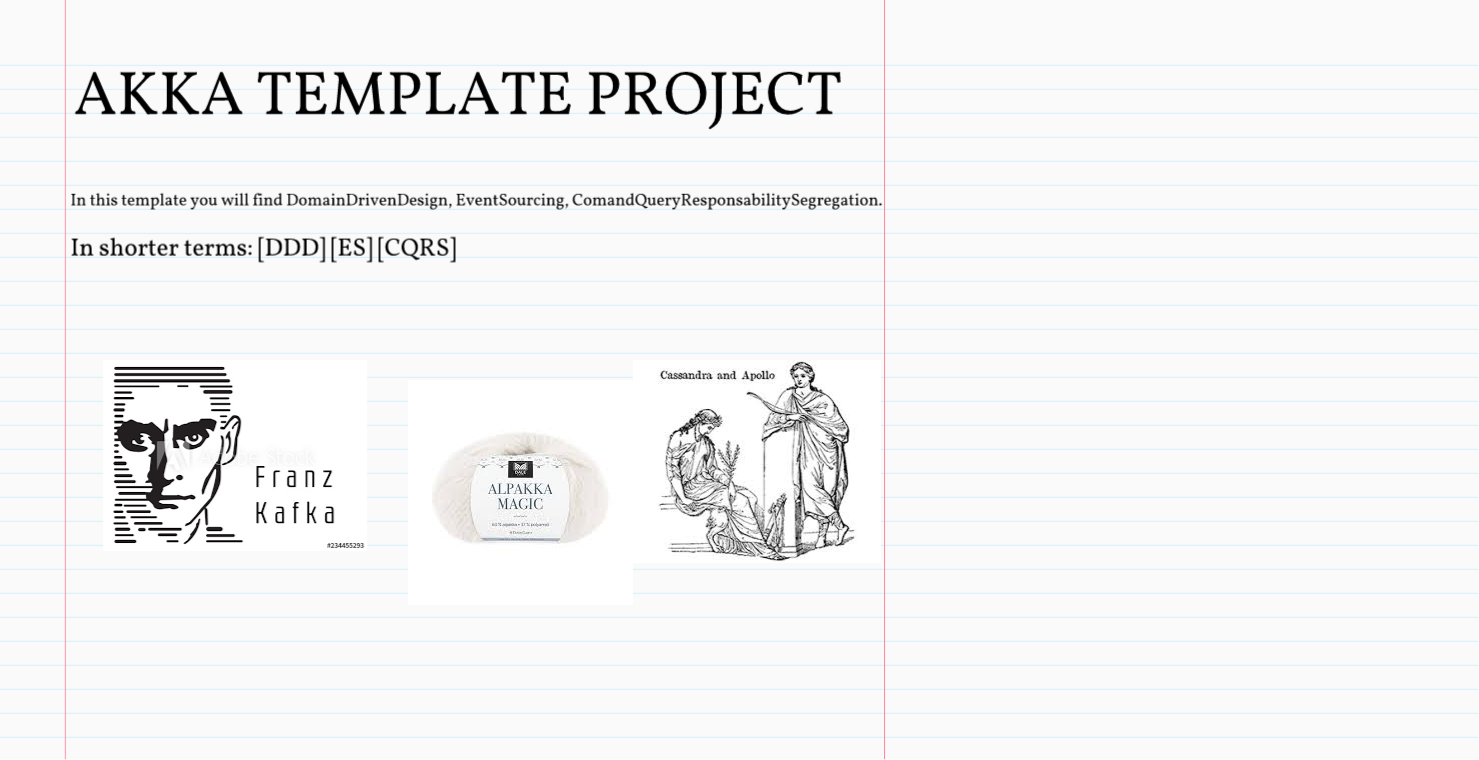 AKKA TEMPLATE PROJECT
In this template you will find DomainDrivenDesign, EventSourcing, ComandQueryResponsabilitySegregation.
In shorter terms: [DDD][ES][CQRS]
Franz
Kafka
#234455293
DALE
ALPAKKA
MAGIC
Cassandra and Apollo